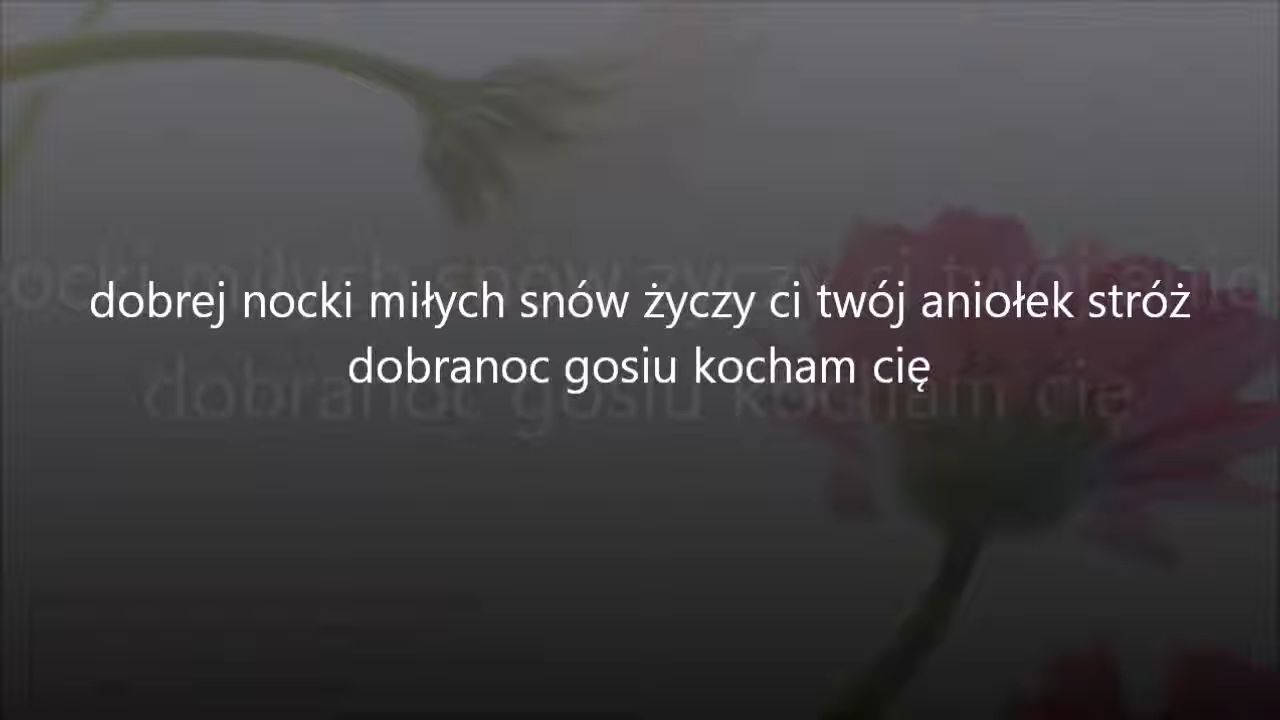 dobrej nocki miłych snów życzy ci twój aniołek stróż
dobranoc gosiu kocham cię